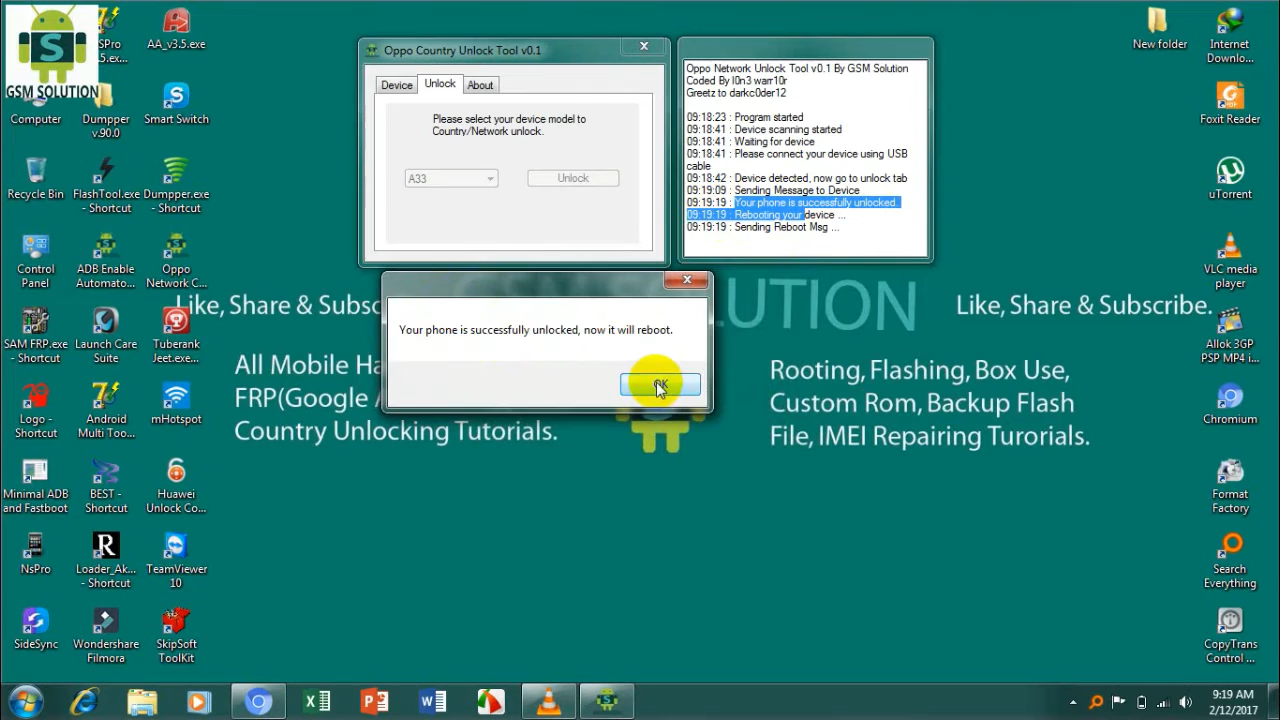 S
GSM SOLUTION
SPro
5.ex...
AA_v3.5.exe
Computer
Dumpper
v.90.0
Smart Switch
Recycle Bin
FlashTool.exe
- Shortcut
Dumpper.exe
- Shortcut
Control
Panel
ADB Enable
Automato...
Oppo
Network C...
SAM FRP.exe
- Shortcut
Launch Care
Suite
Tuberank
Jeet.exe...
Logo -
Shortcut
Android
Multi Too...
mHotspot
Minimal ADB
and Fastboot
BEST -
Shortcut
Huawei
Unlock Co...
NsPro
Loader_Ak...
- Shortcut
TeamViewer
10
SideSync
Wondershare
Filmora
SkipSoft
ToolKit
Oppo Country Unlock Tool v0.1
Device
Unlock
About
Please select your device model to
Country/Network unlock.
A33
Unlock
Oppo Network Unlock Tool v0.1 By GSM Solution
Coded By l0n3 warr10r
Greetz to darkc0der12
09:18:23 : Program started
09:18:41 : Device scanning started
09:18:41 : Waiting for device
09:18:41 : Please connect your device using USB
cable
09:18:42 : Device detected, now go to unlock tab
09:19:09 : Sending Message to Device
09:19:19 : Your phone is successfully unlocked.
09:19:19 : Rebooting your device ...
09:19:19 : Sending Reboot Msg ...
Your phone is successfully unlocked, now it will reboot.
OK
Like, Share & Subsc
LUTION
Like, Share & Subscribe.
All Mobile Ha
FRP(Google A
Country Unlocking Tutorials.
Rooting, Flashing, Box Use,
Custom Rom, Backup Flash
File, IMEI Repairing Turorials.
New folder
Internet
Downlo...
Foxit Reader
uTorrent
VLC media
player
Allok 3GP
PSP MP4 i...
Chromium
Format
Factory
Search
Everything
CopyTrans
Control ...
9:19 AM
2/12/2017